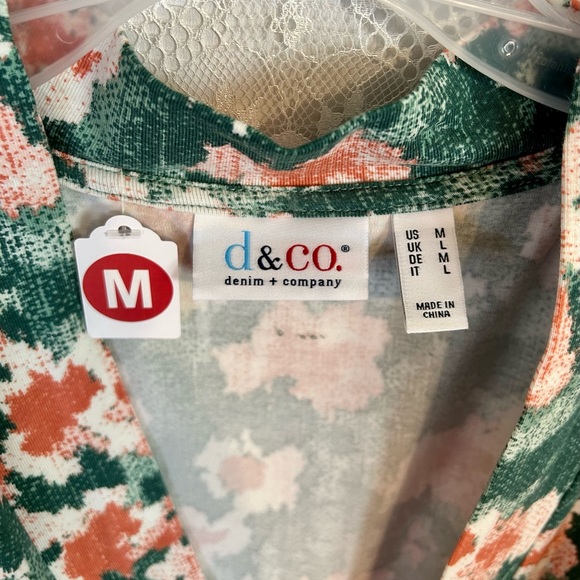 M
d&co.®
denim + company
US M
UK L
DE M
IT L
MADE IN
CHINA